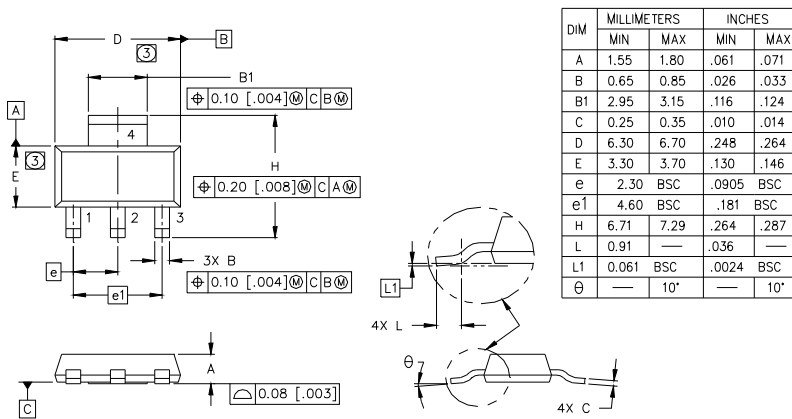 D
B
3
B1
⌖ 0.10 [.004] Ⓜ C B Ⓜ
A
4
3
E
H
⌖ 0.20 [.008] Ⓜ C A Ⓜ
1 2 3
3X B
e
⌖ 0.10 [.004] Ⓜ C B Ⓜ
e1
L1
4X L
A
θ
C
⌓ 0.08 [.003]
4X C
DIM MILLIMETERS INCHES
MIN MAX MIN MAX
A 1.55 1.80 .061 .071
B 0.65 0.85 .026 .033
B1 2.95 3.15 .116 .124
C 0.25 0.35 .010 .014
D 6.30 6.70 .248 .264
E 3.30 3.70 .130 .146
e 2.30 BSC .0905 BSC
e1 4.60 BSC .181 BSC
H 6.71 7.29 .264 .287
L 0.91 — .036 —
L1 0.061 BSC .0024 BSC
θ — 10° — 10°